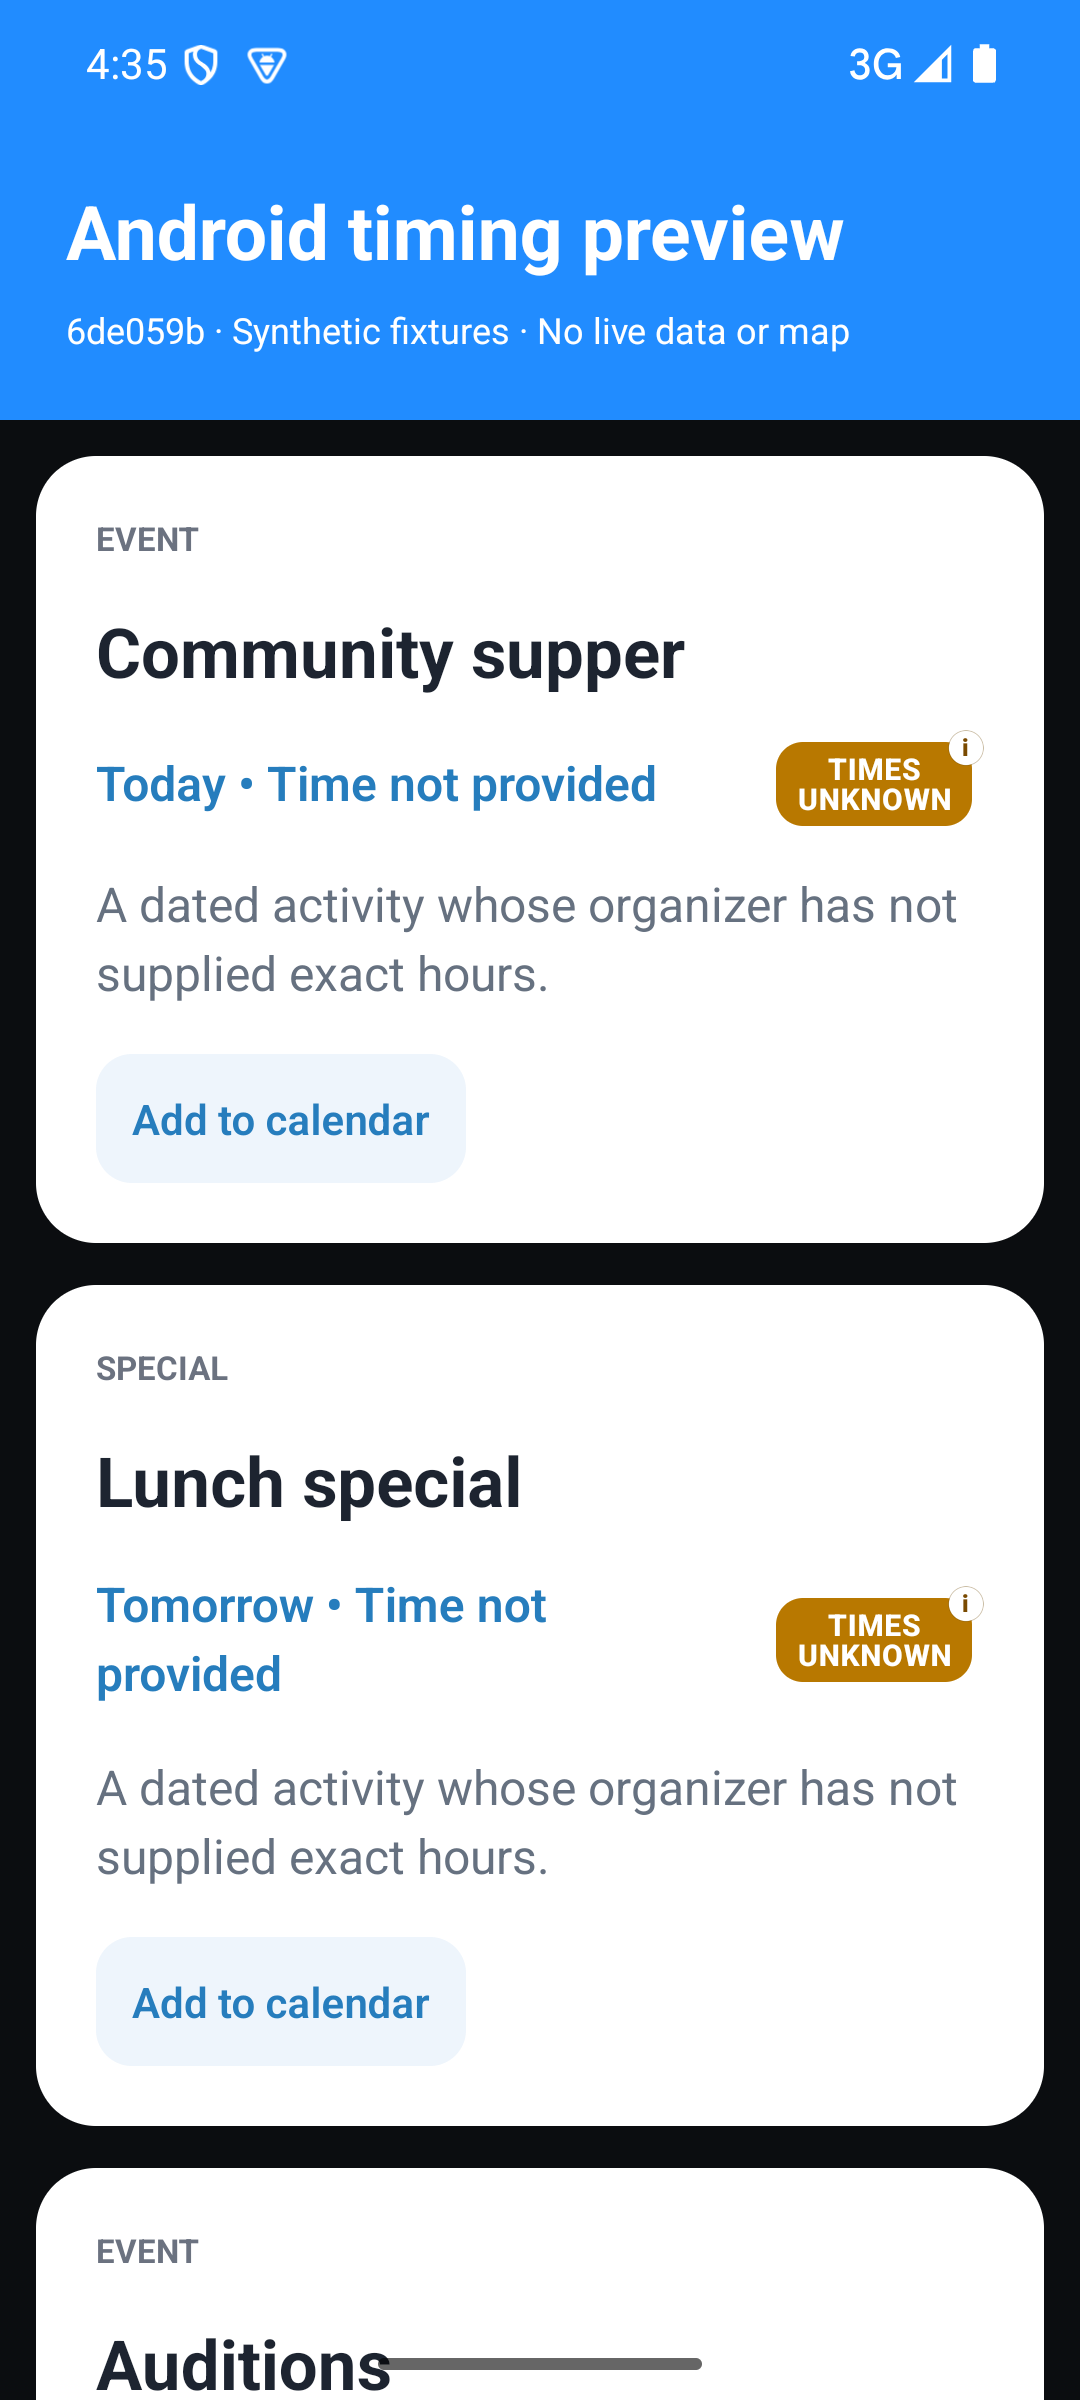 4:35
3G
Android timing preview
6de059b · Synthetic fixtures · No live data or map
EVENT
Community supper
Today • Time not provided
TIMES
UNKNOWN
i
A dated activity whose organizer has not
supplied exact hours.
Add to calendar
SPECIAL
Lunch special
Tomorrow • Time not
provided
TIMES
UNKNOWN
i
A dated activity whose organizer has not
supplied exact hours.
Add to calendar
EVENT
Auditions